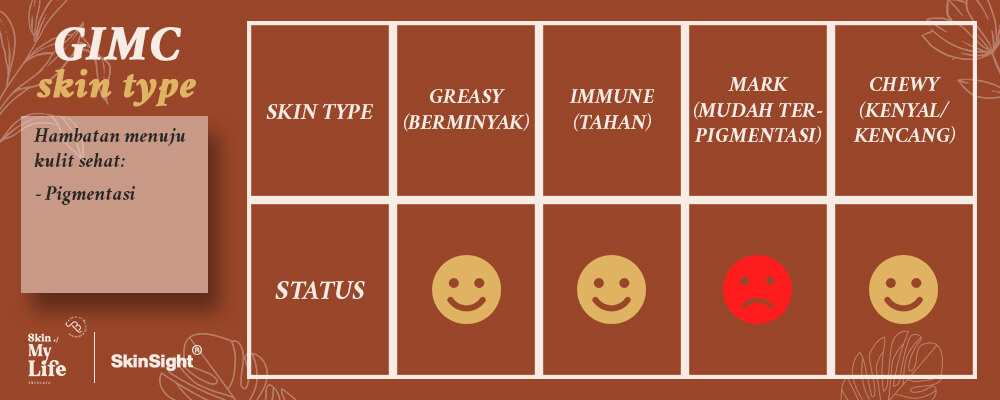 GIMC
skin type
Hambatan menuju
kulit sehat:
- Pigmentasi
SKIN TYPE
GREASY
(BERMINYAK)
IMMUNE
(TAHAN)
MARK
(MUDAH TER-
PIGMENTASI)
CHEWY
(KENYAL/
KENCANG)
STATUS
Skin of
My
Life
skincare
SkinSight®